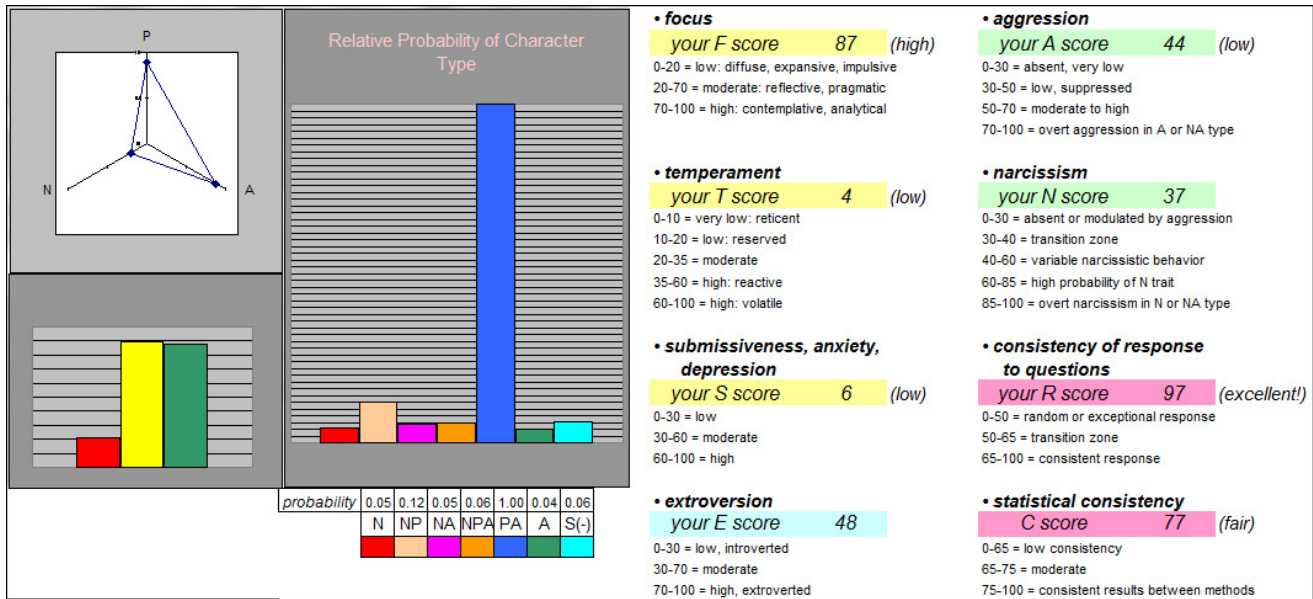 P
N
A
Relative Probability of Character
Type
probability 0.05 0.12 0.05 0.06 1.00 0.04 0.06
N NP NA NPA PA A S(-)
• focus
your F score 87 (high)
0-20 = low: diffuse, expansive, impulsive
20-70 = moderate: reflective, pragmatic
70-100 = high: contemplative, analytical
• temperament
your T score 4 (low)
0-10 = very low: reticent
10-20 = low: reserved
20-35 = moderate
35-60 = high: reactive
60-100 = high: volatile
• submissiveness, anxiety,
depression
your S score 6 (low)
0-30 = low
30-60 = moderate
60-100 = high
• extroversion
your E score 48
0-30 = low, introverted
30-70 = moderate
70-100 = high, extroverted
• aggression
your A score 44 (low)
0-30 = absent, very low
30-50 = low, suppressed
50-70 = moderate to high
70-100 = overt aggression in A or NA type
• narcissism
your N score 37
0-30 = absent or modulated by aggression
30-40 = transition zone
40-60 = variable narcissistic behavior
60-85 = high probability of N trait
85-100 = overt narcissism in N or NA type
• consistency of response
to questions
your R score 97 (excellent!)
0-50 = random or exceptional response
50-65 = transition zone
65-100 = consistent response
• statistical consistency
C score 77 (fair)
0-65 = low consistency
65-75 = moderate
75-100 = consistent results between methods